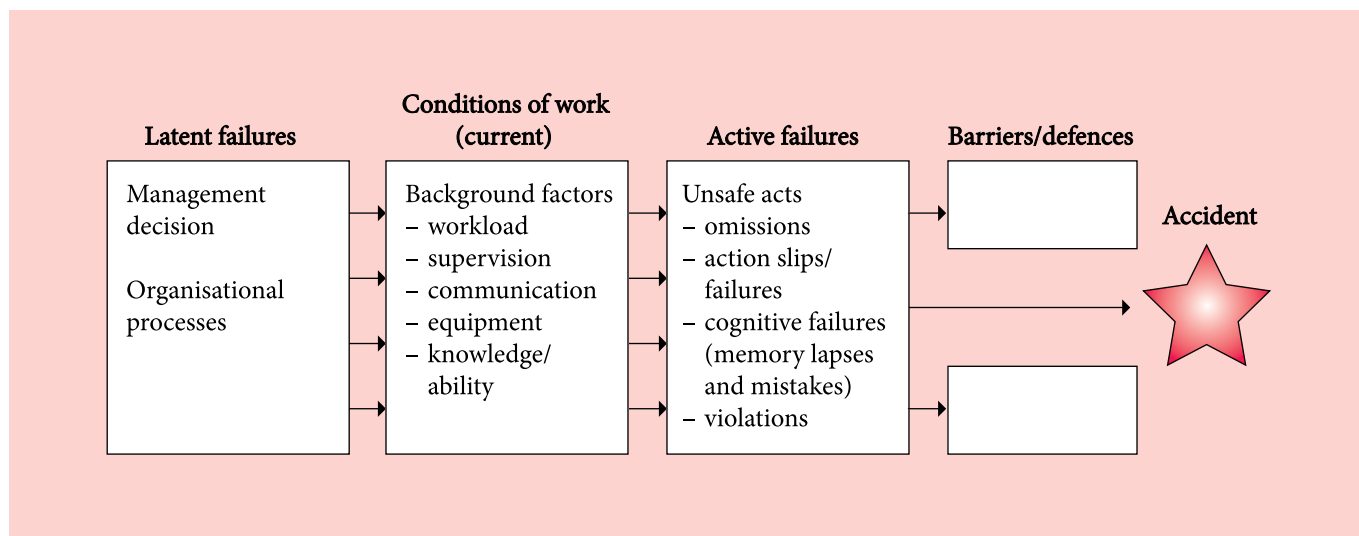 Latent failures
Management
decision
Organisational
processes
Conditions of work
(current)
Background factors
– workload
– supervision
– communication
– equipment
– knowledge/
ability
Active failures
Unsafe acts
– omissions
– action slips/
failures
– cognitive failures
(memory lapses
and mistakes)
– violations
Barriers/defences
Accident